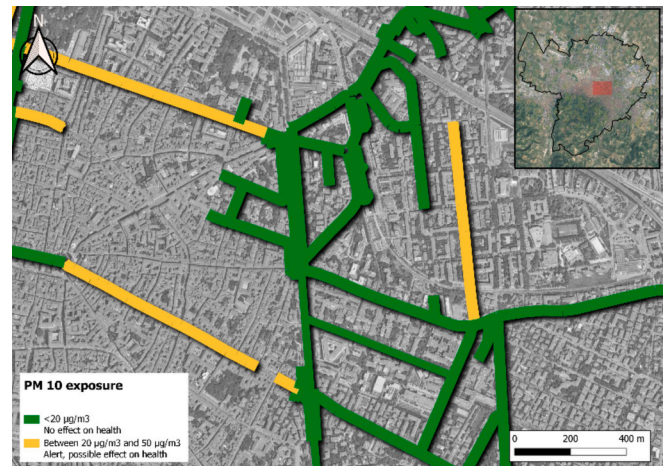 N
PM 10 exposure
<20 µg/m3
No effect on health
Between 20 µg/m3 and 50 µg/m3
Alert, possible effect on health
0 200 400 m